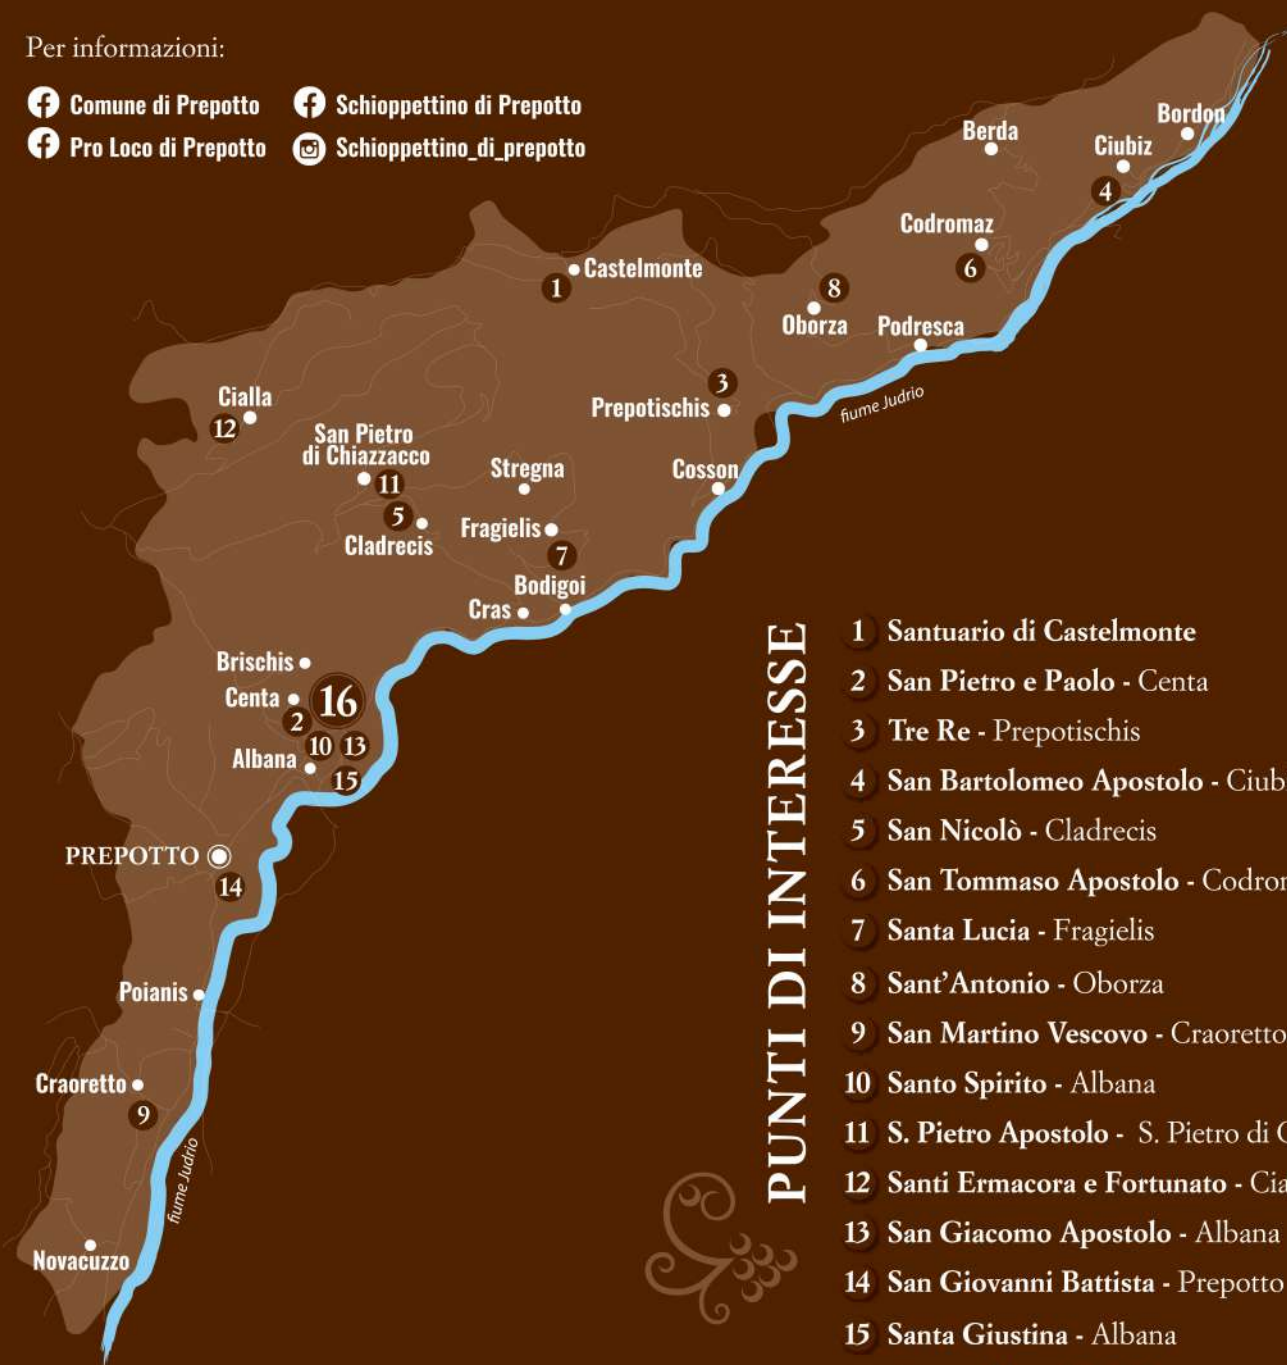 Per informazioni:
Comune di Prepotto
Schioppettino di Prepotto
Pro Loco di Prepotto
Schioppettino_di_prepotto
Bordon
Berda
Ciubiz
4
Codromaz
6
Castelmonte
1
8
Oborza
Podresca
fiume Judrio
3
Prepotischis
Cialla
12
San Pietro
di Chiazzacco
11
Stregna
Cosson
5
Cladrecis
Fragielis
7
Bodigoi
Cras
Brischis
Centa
16
2
10
13
Albana
15
PREPOTTO
14
Poianis
Craoretto
9
fiume Judrio
Novacuzzo
PUNTI DI INTERESSE
1 Santuario di Castelmonte
2 San Pietro e Paolo - Centa
3 Tre Re - Prepotischis
4 San Bartolomeo Apostolo - Ciub
5 San Nicolò - Cladrecis
6 San Tommaso Apostolo - Codro
7 Santa Lucia - Fragielis
8 Sant'Antonio - Oborza
9 San Martino Vescovo - Craoretto
10 Santo Spirito - Albana
11 S. Pietro Apostolo - S. Pietro di
12 Santi Ermacora e Fortunato - Cia
13 San Giacomo Apostolo - Albana
14 San Giovanni Battista - Prepotto
15 Santa Giustina - Albana